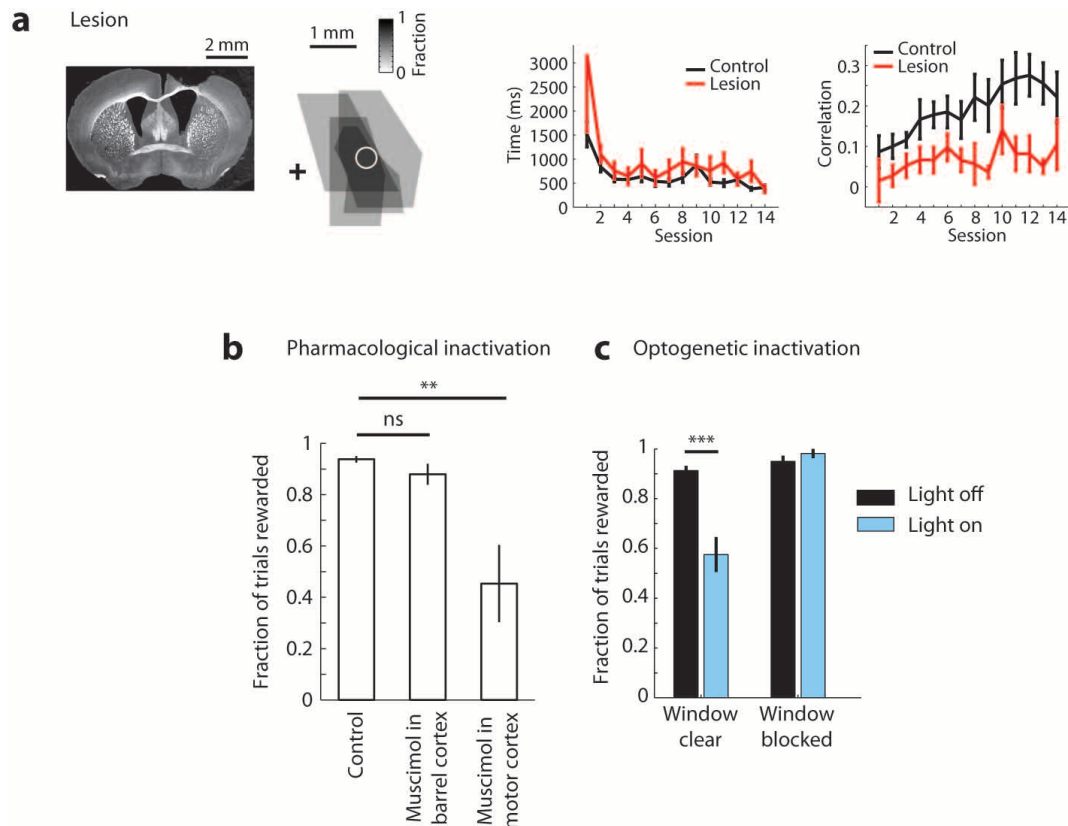 a
Lesion
2 mm
1 mm
1
0
Fraction
+
Time (ms)
3000
2500
2000
1500
1000
500
0
Control
Lesion
2 4 6 8 10 12 14
Session
Correlation
0.3
0.2
0.1
0
Control
Lesion
2 4 6 8 10 12 14
Session
b Pharmacological inactivation
**
ns
Fraction of trials rewarded
1
0.8
0.6
0.4
0.2
0
Control
Muscimol in
barrel cortex
Muscimol in
motor cortex
c Optogenetic inactivation
***
Fraction of trials rewarded
1
0.8
0.6
0.4
0.2
0
Window
clear
Window
blocked
Light off
Light on